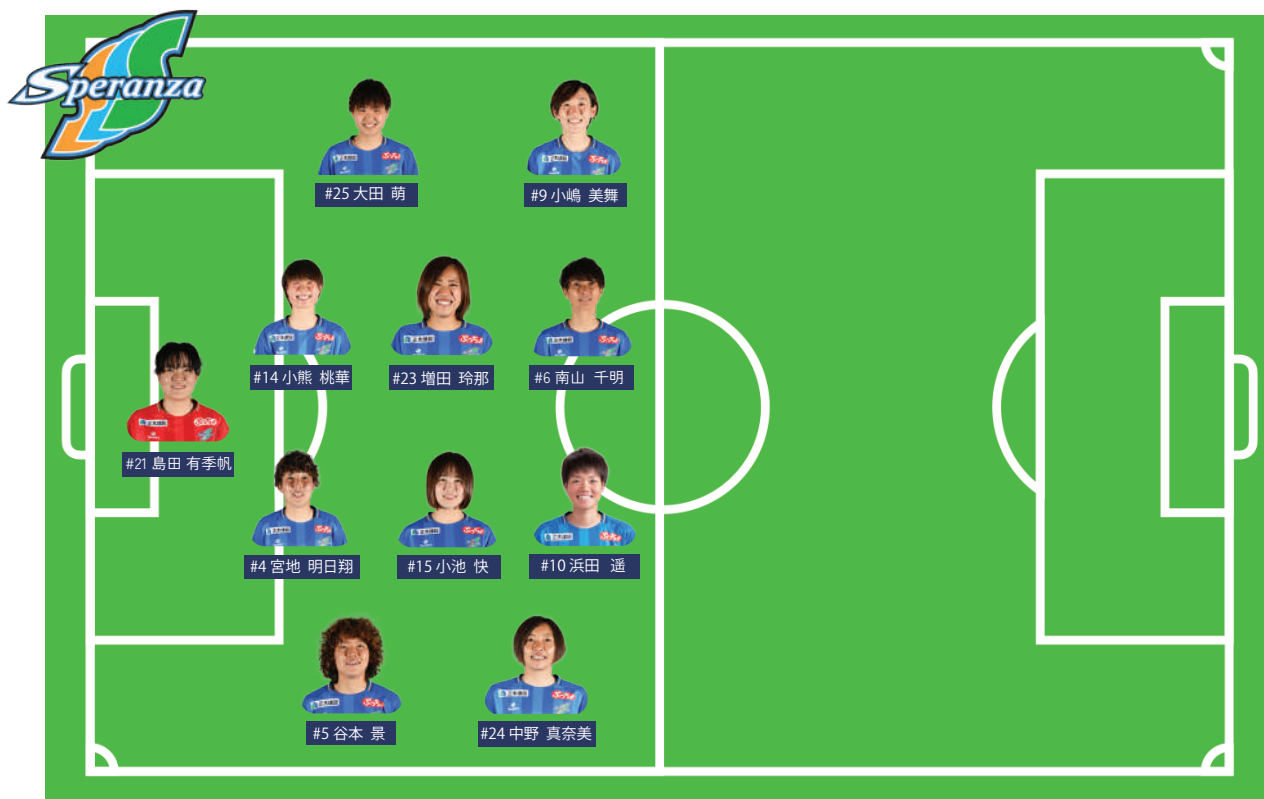 Speranza
#25 大田 萌
#9 小嶋 美舞
#14 小熊 桃華
#23 増田 玲那
#6 南山 千明
#21 島田 有季帆
#4 宮地 明日翔
#15 小池 快
#10 浜田 遥
#5 谷本 景
#24 中野 真奈美